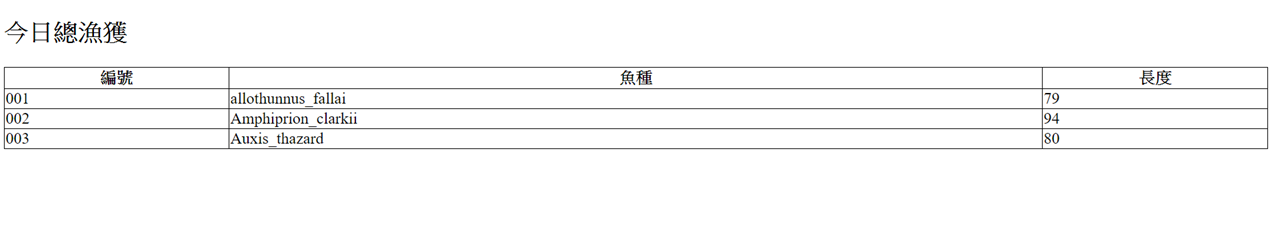 今日總漁獲
編號 魚種 長度
001 allothunnus_fallai 79
002 Amphiprion_clarkii 94
003 Auxis_thazard 80